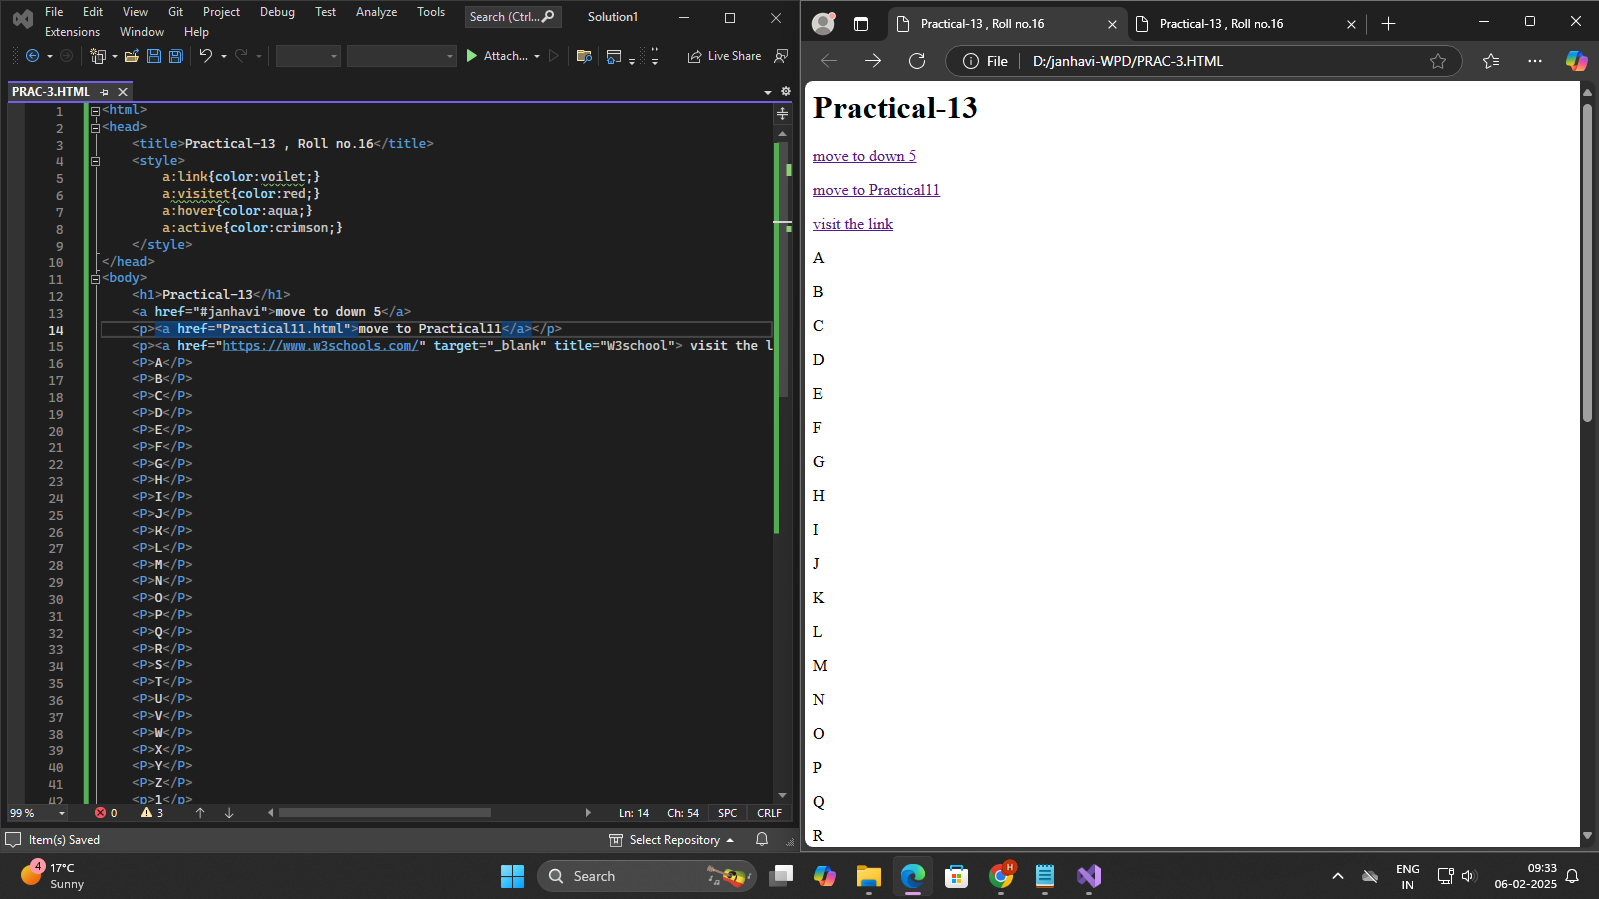 File Edit View Git Project Debug Test Analyze Tools Search (Ctrl... Solution1
Extensions Window Help
Attach... Live Share
PRAC-3.HTML
1 <html>
2 <head>
3 <title>Practical-13 , Roll no.16</title>
4 <style>
5 a:link{color:voilet;}
6 a:visitet{color:red;}
7 a:hover{color:aqua;}
8 a:active{color:crimson;}
9 </style>
10 </head>
11 <body>
12 <h1>Practical-13</h1>
13 <a href="#janhavi">move to down 5</a>
14 <p><a href="Practical11.html">move to Practical11</a></p>
15 <p><a href="https://www.w3schools.com/" target="_blank" title="W3school"> visit the l
16 <P>A</P>
17 <P>B</P>
18 <P>C</P>
19 <P>D</P>
20 <P>E</P>
21 <P>F</P>
22 <P>G</P>
23 <P>H</P>
24 <P>I</P>
25 <P>J</P>
26 <P>K</P>
27 <P>L</P>
28 <P>M</P>
29 <P>N</P>
30 <P>O</P>
31 <P>P</P>
32 <P>Q</P>
33 <P>R</P>
34 <P>S</P>
35 <P>T</P>
36 <P>U</P>
37 <P>V</P>
38 <P>W</P>
39 <P>X</P>
40 <P>Y</P>
41 <P>Z</P>
42 <p>1</p>
99 % 0 3 Ln: 14 Ch: 54 SPC CRLF
Item(s) Saved Select Repository
Practical-13 , Roll no.16 Practical-13 , Roll no.16
File D:/janhavi-WPD/PRAC-3.HTML
Practical-13
move to down 5
move to Practical11
visit the link
A
B
C
D
E
F
G
H
I
J
K
L
M
N
O
P
Q
R
4 17°C
Sunny
Search
H
ENG
IN
09:33
06-02-2025